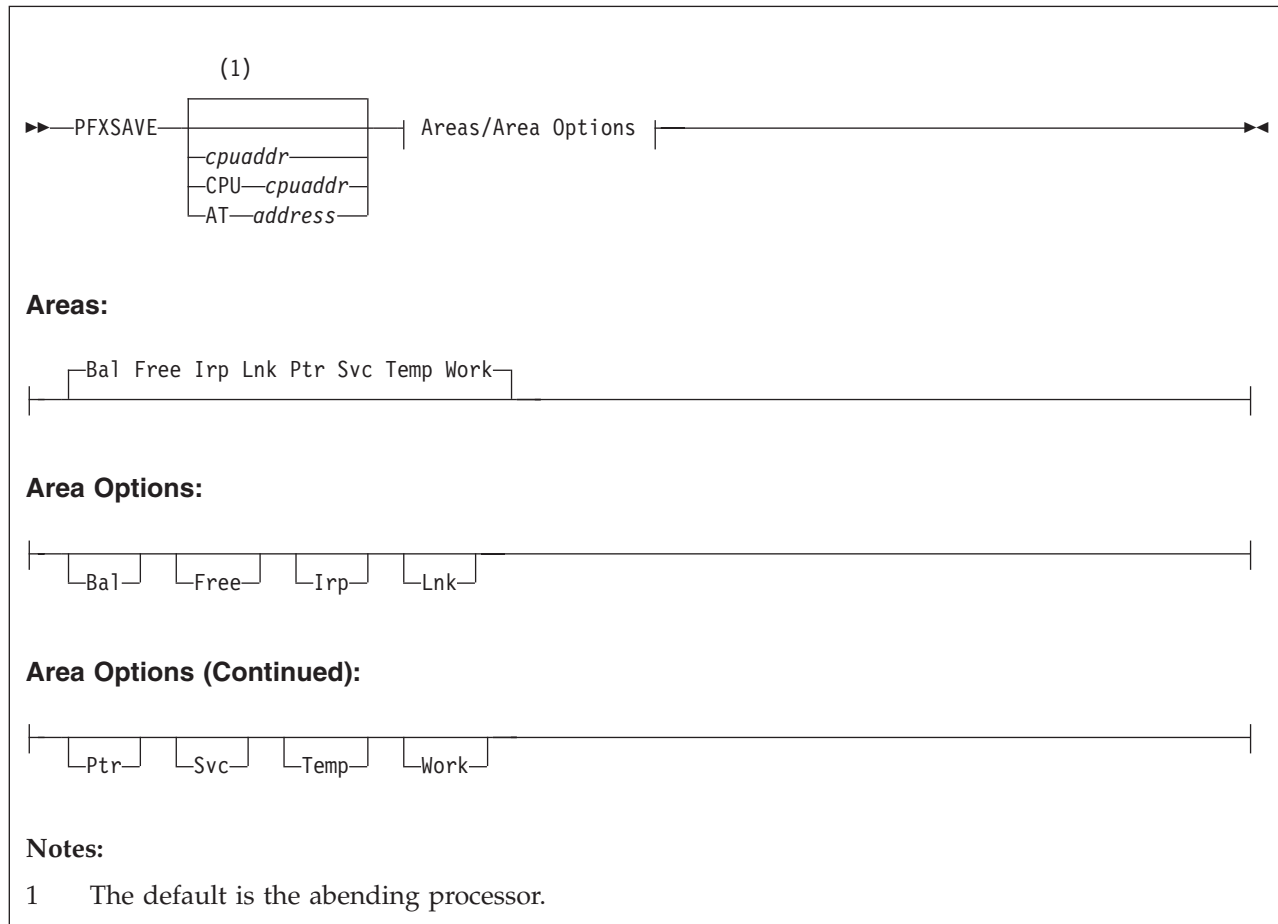 (1)
PFXSAVE Areas/Area Options
cpuaddr
CPU cpuaddr
AT address
Areas:
Bal Free Irp Lnk Ptr Svc Temp Work
Area Options:
Bal Free Irp Lnk
Area Options (Continued):
Ptr Svc Temp Work
Notes:
1 The default is the abending processor.